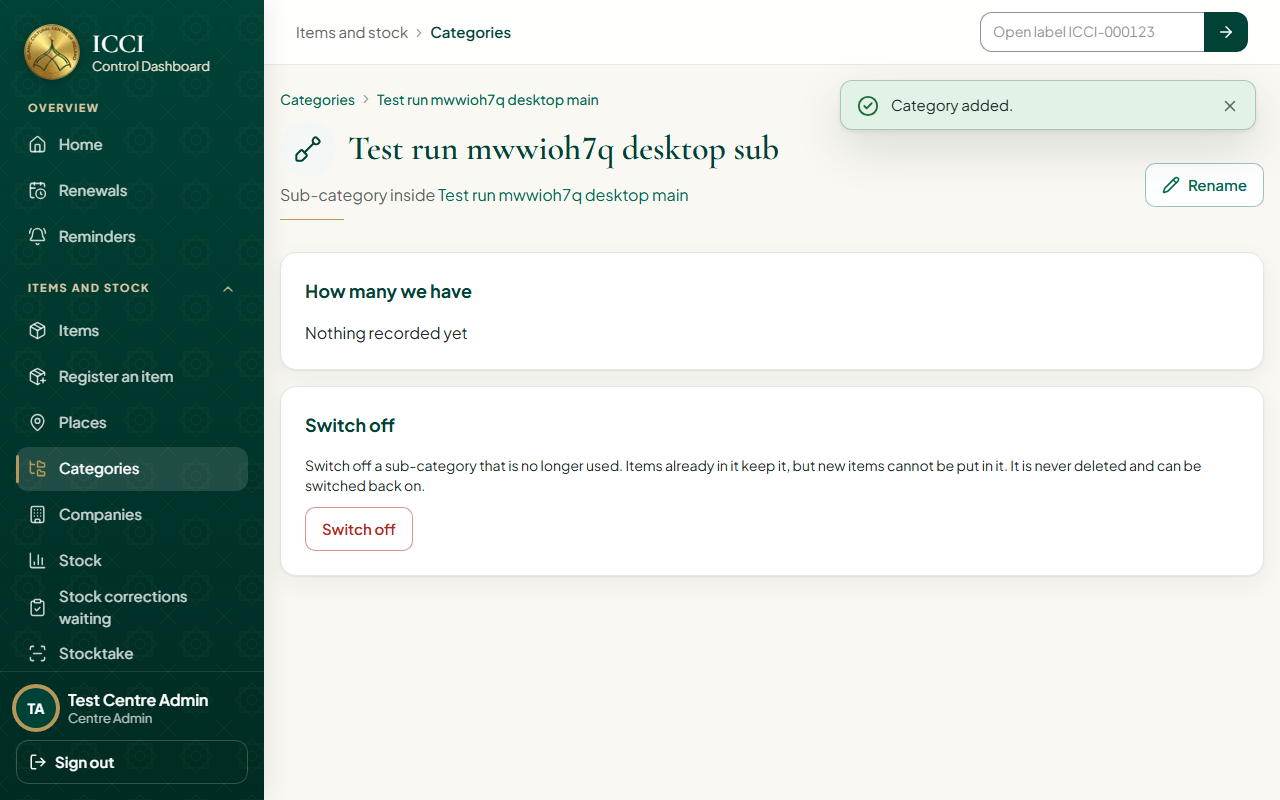 ICCI
Control Dashboard
OVERVIEW
Home
Renewals
Reminders
ITEMS AND STOCK
Items
Register an item
Places
Categories
Companies
Stock
Stock corrections
waiting
Stocktake
TA
Test Centre Admin
Centre Admin
Sign out
Items and stock > Categories
Open label ICCI-000123
Categories > Test run mwwioh7q desktop main
Category added.
Test run mwwioh7q desktop sub
Sub-category inside Test run mwwioh7q desktop main
Rename
How many we have
Nothing recorded yet
Switch off
Switch off a sub-category that is no longer used. Items already in it keep it, but new items cannot be put in it. It is never deleted and can be
switched back on.
Switch off